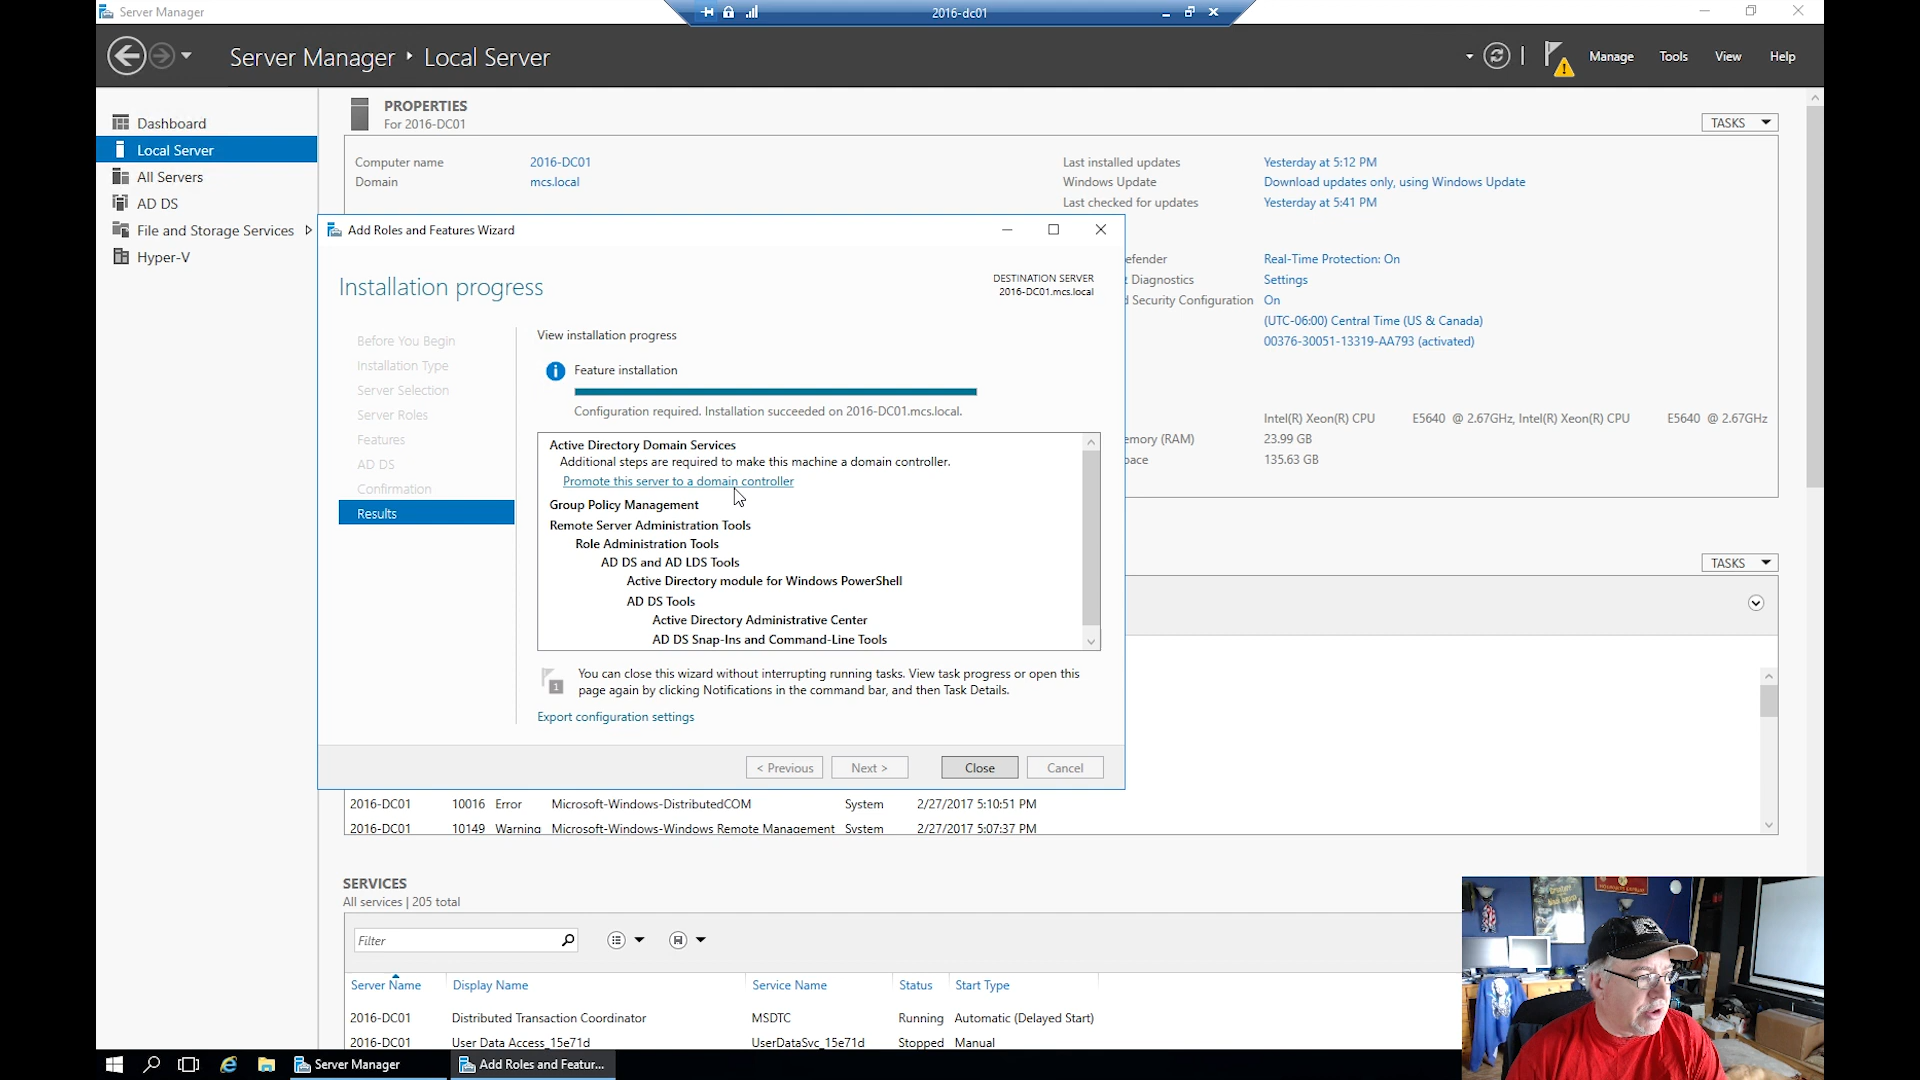 Server Manager
2016-dc01
Server Manager
Local Server
Manage
Tools
View
Help
Dashboard
Local Server
All Servers
AD DS
File and Storage Services
Hyper-V
PROPERTIES
For 2016-DC01
TASKS
Computer name
2016-DC01
Domain
mcs.local
Last installed updates
Yesterday at 5:12 PM
Windows Update
Download updates only, using Windows Update
Last checked for updates
Yesterday at 5:41 PM
efender
Real-Time Protection: On
Diagnostics
Settings
d Security Configuration
On
(UTC-06:00) Central Time (US & Canada)
00376-30051-13319-AA793 (activated)
Intel(R) Xeon(R) CPU E5640 @ 2.67GHz, Intel(R) Xeon(R) CPU E5640 @ 2.67GHz
emory (RAM)
23.99 GB
pace
135.63 GB
TASKS
Add Roles and Features Wizard
Installation progress
DESTINATION SERVER
2016-DC01.mcs.local
Before You Begin
Installation Type
Server Selection
Server Roles
Features
AD DS
Confirmation
Results
View installation progress
Feature installation
Configuration required. Installation succeeded on 2016-DC01.mcs.local.
Active Directory Domain Services
Additional steps are required to make this machine a domain controller.
Promote this server to a domain controller
Group Policy Management
Remote Server Administration Tools
Role Administration Tools
AD DS and AD LDS Tools
Active Directory module for Windows PowerShell
AD DS Tools
Active Directory Administrative Center
AD DS Snap-Ins and Command-Line Tools
1
You can close this wizard without interrupting running tasks. View task progress or open this
page again by clicking Notifications in the command bar, and then Task Details.
Export configuration settings
< Previous
Next >
Close
Cancel
2016-DC01 10016 Error Microsoft-Windows-DistributedCOM System 2/27/2017 5:10:51 PM
2016-DC01 10149 Warning Microsoft-Windows-Windows Remote Management System 2/27/2017 5:07:37 PM
SERVICES
All services | 205 total
Filter
Server Name Display Name Service Name Status Start Type
2016-DC01 Distributed Transaction Coordinator MSDTC Running Automatic (Delayed Start)
2016-DC01 User Data Access_15e71d UserDataSvc_15e71d Stopped Manual
Server Manager
Add Roles and Featur...